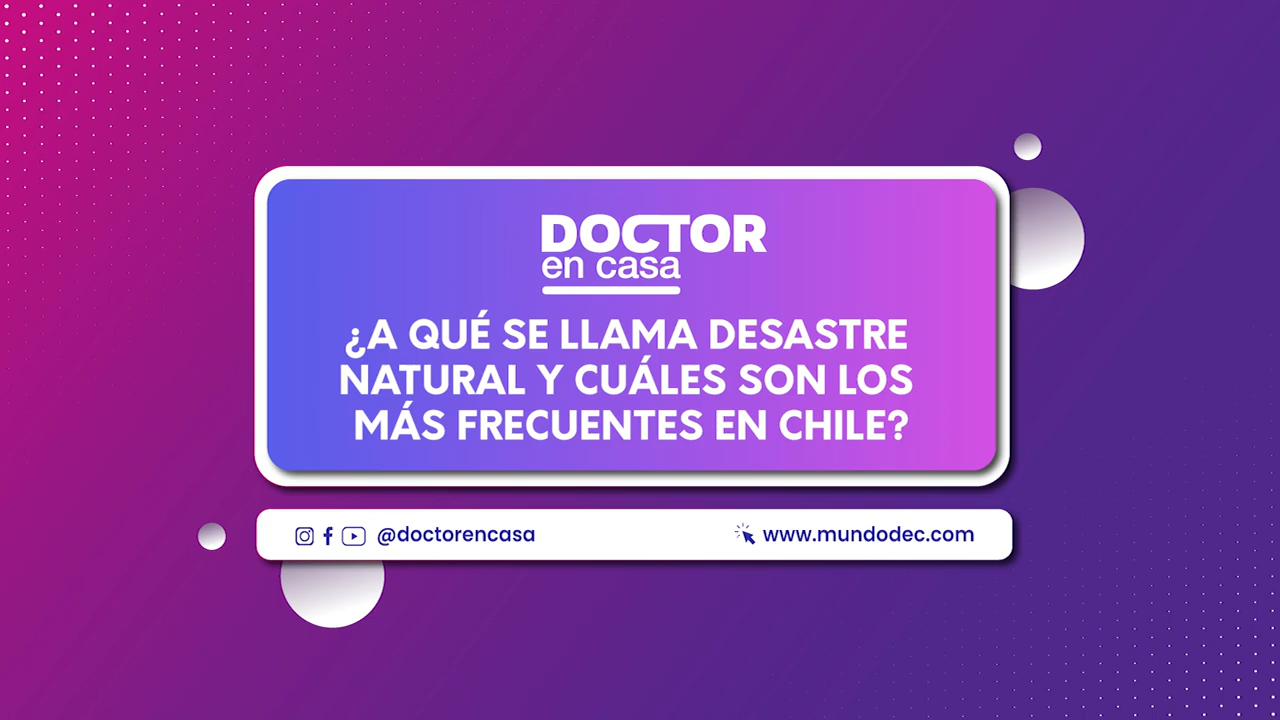 DOCTOR
en casa
¿A QUÉ SE LLAMA DESASTRE
NATURAL Y CUÁLES SON LOS
MÁS FRECUENTES EN CHILE?
@doctorencasa
www.mundodec.com